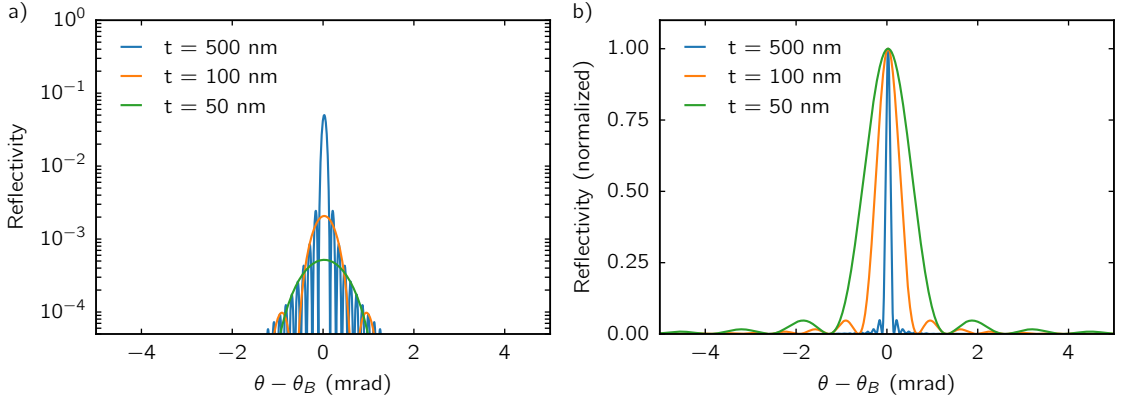 a)
10⁰
10⁻¹
10⁻²
10⁻³
10⁻⁴
Reflectivity
t = 500 nm
t = 100 nm
t = 50 nm
−4
−2
0
2
4
θ − θ_B (mrad)
b)
1.00
0.75
0.50
0.25
0.00
Reflectivity (normalized)
t = 500 nm
t = 100 nm
t = 50 nm
−4
−2
0
2
4
θ − θ_B (mrad)